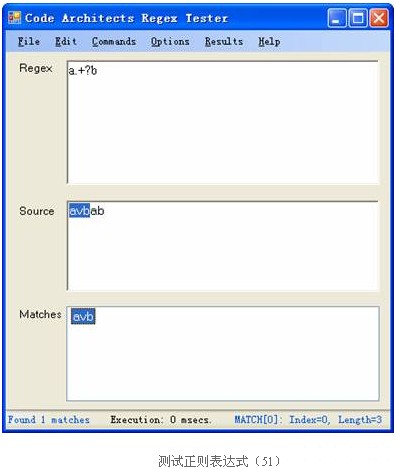 Code Architects Regex Tester
File Edit Commands Options Results Help
Regex
a.+?b
Source
avbab
Matches
avb
Found 1 matches Execution: 0 msecs. MATCH[0]: Index=0, Length=3
测试正则表达式（51）